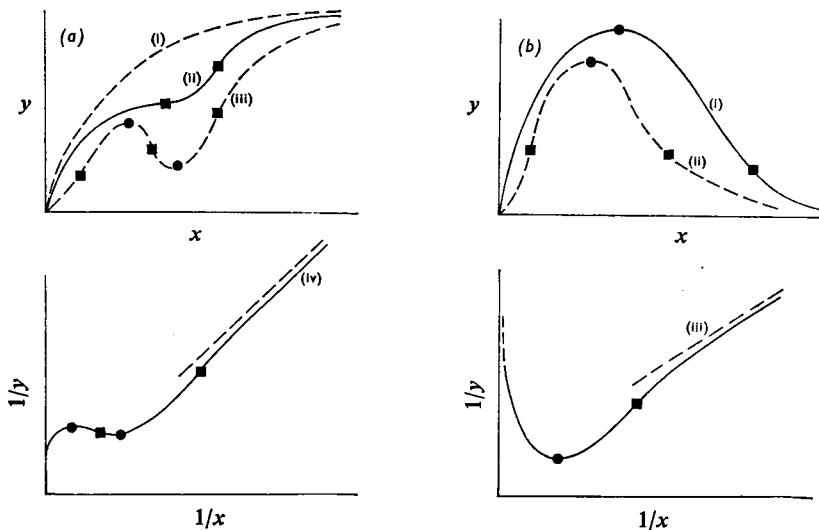 (a)
(i)
(ii)
(iii)
y
x
(b)
(i)
(ii)
y
x
(iv)
1/y
1/x
(iii)
1/y
1/x